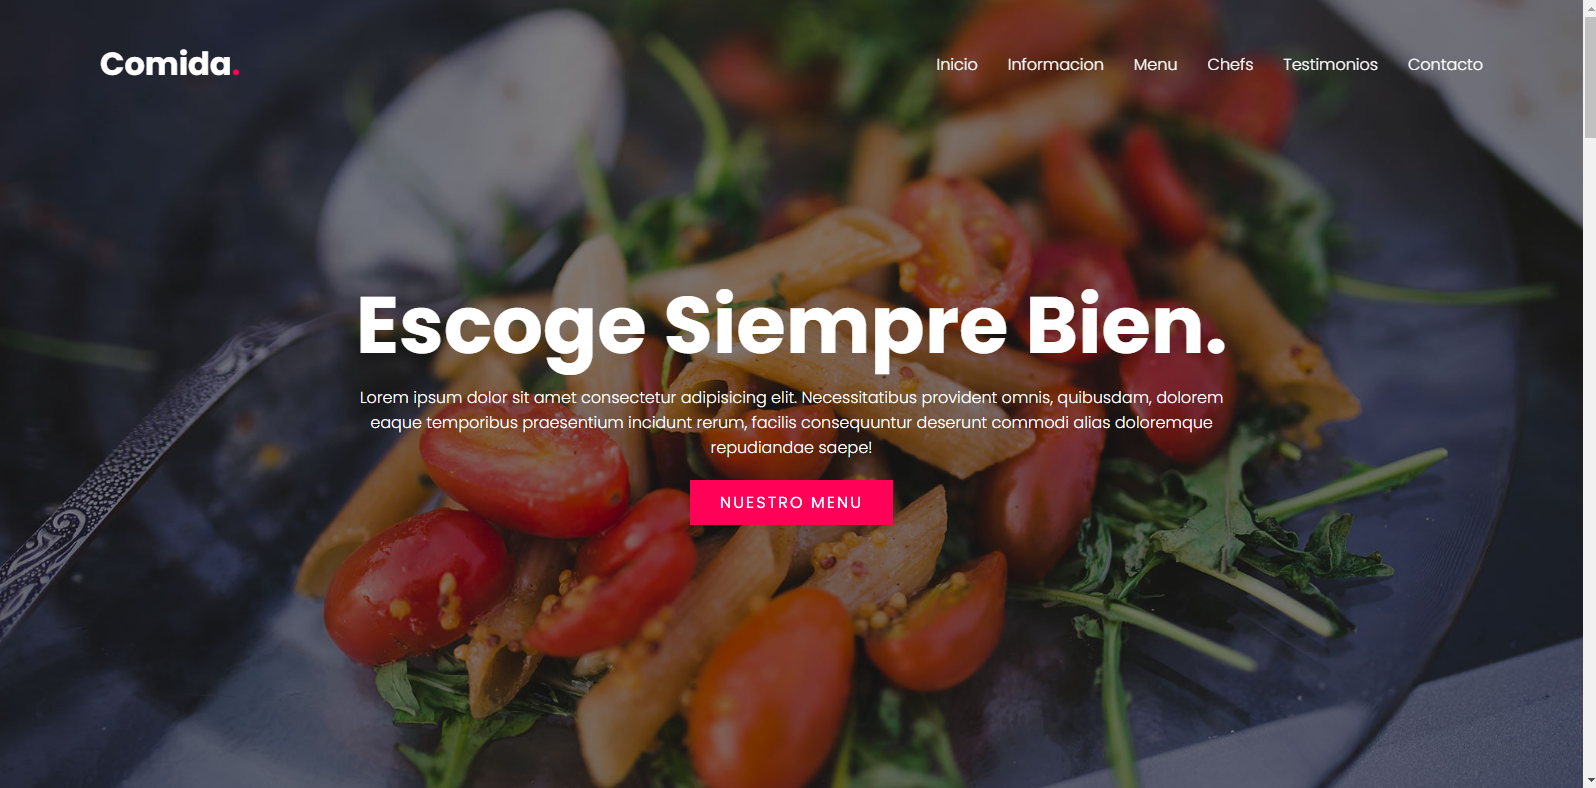 Comida.
Inicio Informacion Menu Chefs Testimonios Contacto
Escoge Siempre Bien.
Lorem ipsum dolor sit amet consectetur adipisicing elit. Necessitatibus provident omnis, quibusdam, dolorem
eaque temporibus praesentium incidunt rerum, facilis consequuntur deserunt commodi alias doloremque
repudiandae saepe!
NUESTRO MENU